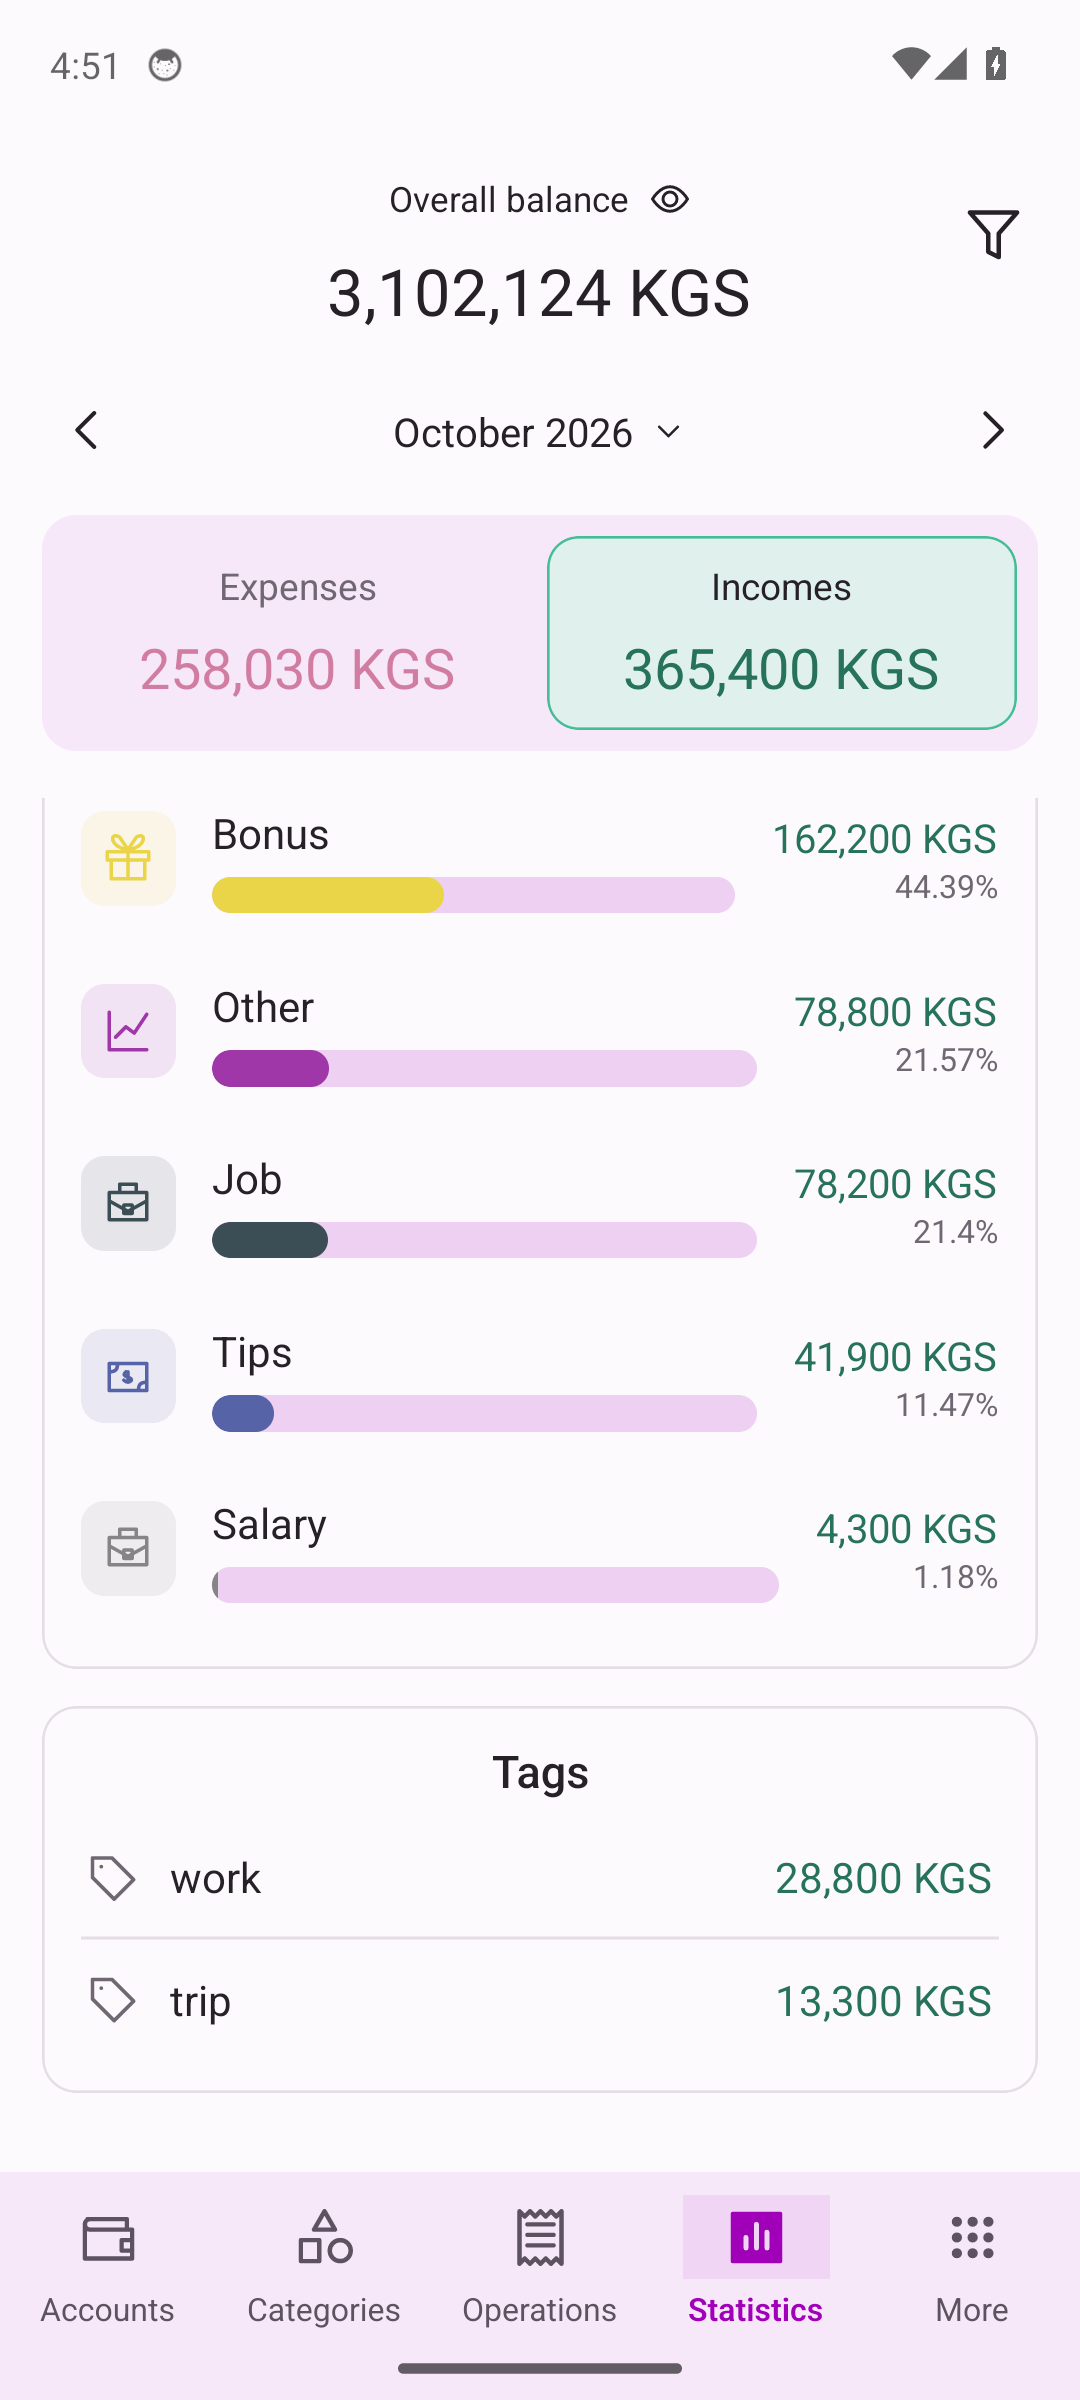 4:51
Overall balance
3,102,124 KGS
October 2026
Expenses
258,030 KGS
Incomes
365,400 KGS
Bonus
162,200 KGS
44.39%
Other
78,800 KGS
21.57%
Job
78,200 KGS
21.4%
Tips
41,900 KGS
11.47%
Salary
4,300 KGS
1.18%
Tags
work
28,800 KGS
trip
13,300 KGS
Accounts
Categories
Operations
Statistics
More